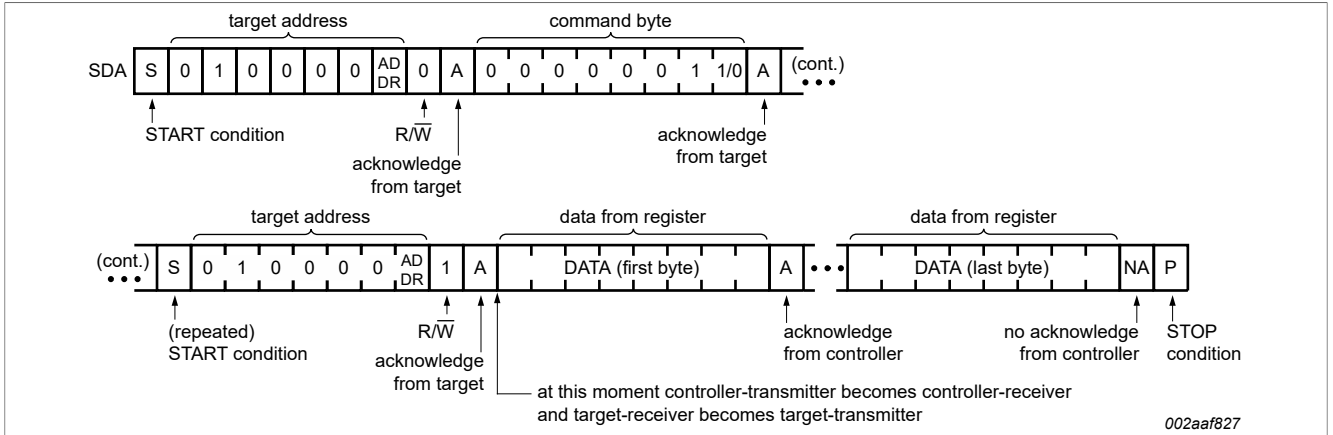 target address command byte
SDA S 0 1 0 0 0 0 AD DR 0 A 0 0 0 0 0 0 1 1/0 A (cont.)
START condition R/W̅ acknowledge from target acknowledge from target
target address data from register data from register
(cont.) S 0 1 0 0 0 0 AD DR 1 A DATA (first byte) A DATA (last byte) NA P
(repeated) START condition R/W̅ acknowledge from target acknowledge from controller no acknowledge from controller STOP condition
at this moment controller-transmitter becomes controller-receiver
and target-receiver becomes target-transmitter
002aaf827